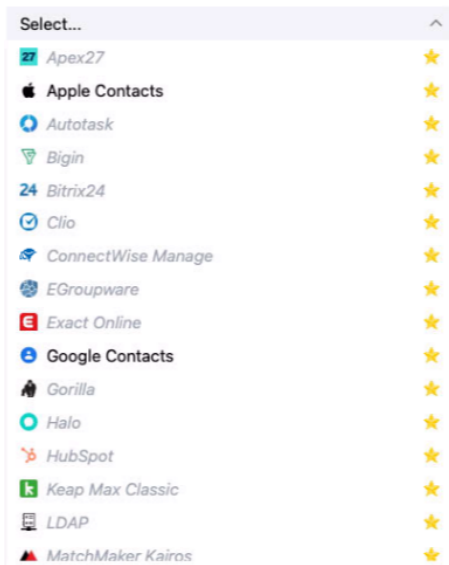 Select...
27 Apex27
Apple Contacts
Autotask
Bigin
24 Bitrix24
Clio
ConnectWise Manage
EGroupware
e Exact Online
Google Contacts
Gorilla
Halo
HubSpot
k Keap Max Classic
LDAP
MatchMaker Kairos